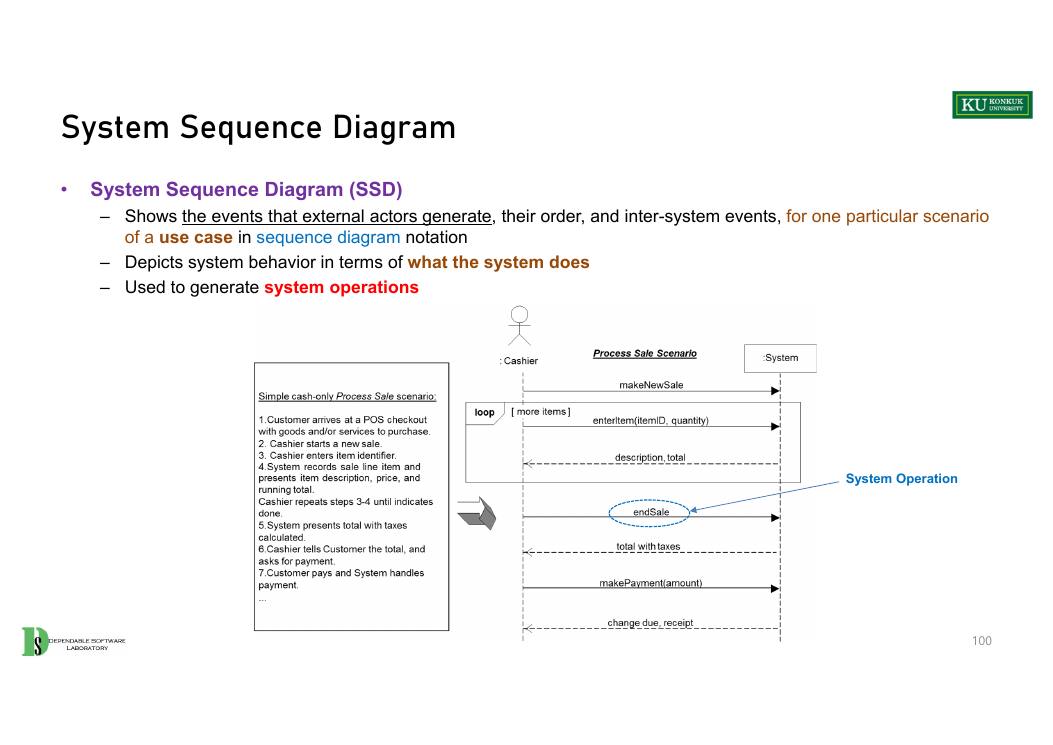 KU KONKUK
UNIVERSITY
System Sequence Diagram
• System Sequence Diagram (SSD)
– Shows the events that external actors generate, their order, and inter-system events, for one particular scenario
of a use case in sequence diagram notation
– Depicts system behavior in terms of what the system does
– Used to generate system operations
Simple cash-only Process Sale scenario:
1.Customer arrives at a POS checkout
with goods and/or services to purchase.
2. Cashier starts a new sale.
3. Cashier enters item identifier.
4.System records sale line item and
presents item description, price, and
running total.
Cashier repeats steps 3-4 until indicates
done.
5.System presents total with taxes
calculated.
6.Cashier tells Customer the total, and
asks for payment.
7.Customer pays and System handles
payment.
...
: Cashier
Process Sale Scenario
:System
makeNewSale
loop
[ more items ]
enterItem(itemID, quantity)
description, total
System Operation
endSale
total with taxes
makePayment(amount)
change due, receipt
DS
DEPENDABLE SOFTWARE
LABORATORY
100